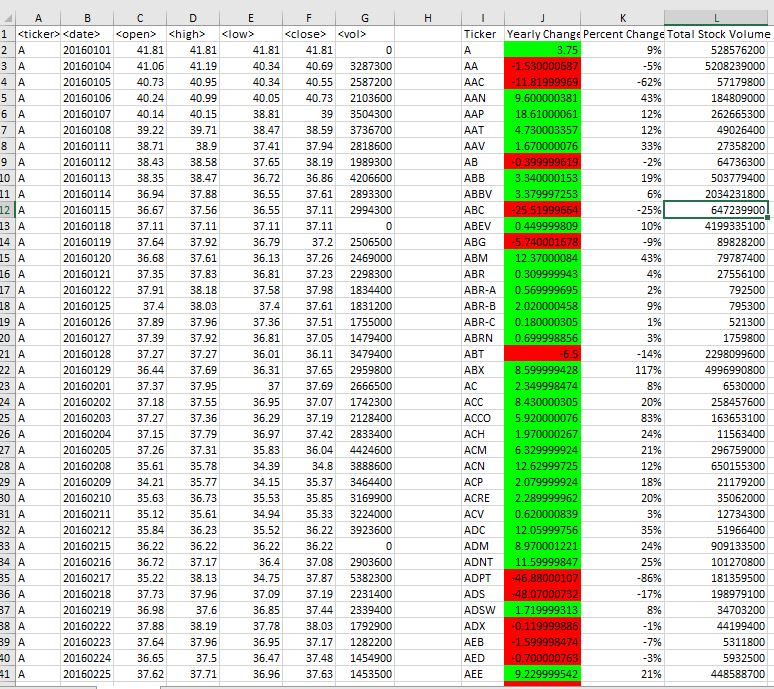 A B C D E F G H I J K L
1 <ticker> <date> <open> <high> <low> <close> <vol> Ticker Yearly Change Percent Change Total Stock Volume
2 A 20160101 41.81 41.81 41.81 41.81 0 A 3.75 9% 528576200
3 A 20160104 41.06 41.19 40.34 40.69 3287300 AA -1.530000687 -5% 5208239000
4 A 20160105 40.73 40.95 40.34 40.55 2587200 AAC -11.81999969 -62% 57179800
5 A 20160106 40.24 40.99 40.05 40.73 2103600 AAN 9.600000381 43% 184809000
6 A 20160107 40.14 40.15 38.81 39 3504300 AAP 18.61000061 12% 262665300
7 A 20160108 39.22 39.71 38.47 38.59 3736700 AAT 4.730003357 12% 49026400
8 A 20160111 38.71 38.9 37.41 37.94 2818600 AAV 1.670000076 33% 27358200
9 A 20160112 38.43 38.58 37.65 38.19 1989300 AB -0.399999619 -2% 64736300
10 A 20160113 38.35 38.47 36.72 36.86 4206600 ABB 3.340000153 19% 503779400
11 A 20160114 36.94 37.88 36.55 37.61 2893300 ABBV 3.379997253 6% 2034231800
12 A 20160115 36.67 37.56 36.55 37.11 2994300 ABC -25.51999664 -25% 647239900
13 A 20160118 37.11 37.11 37.11 37.11 0 ABEV 0.449999809 10% 4199335100
14 A 20160119 37.64 37.92 36.79 37.2 2506500 ABG -5.740001678 -9% 89828200
15 A 20160120 36.68 37.61 36.13 37.26 2469000 ABM 12.37000084 43% 79787400
16 A 20160121 37.35 37.83 36.81 37.23 2298300 ABR 0.309999943 4% 27556100
17 A 20160122 37.91 38.18 37.58 37.98 1834400 ABR-A 0.569999695 2% 792500
18 A 20160125 37.4 38.03 37.4 37.61 1831200 ABR-B 2.020000458 9% 795300
19 A 20160126 37.89 37.96 37.36 37.51 1755000 ABR-C 0.180000305 1% 521300
20 A 20160127 37.39 37.92 36.81 37.05 1479400 ABRN 0.699998856 3% 1759800
21 A 20160128 37.27 37.27 36.01 36.11 3479400 ABT -6.5 -14% 2298099600
22 A 20160129 36.44 37.69 36.31 37.65 2959800 ABX 8.599999428 117% 4996990800
23 A 20160201 37.37 37.95 37 37.69 2666500 AC 2.349998474 8% 6530000
24 A 20160202 37.18 37.55 36.95 37.07 1742300 ACC 8.430000305 20% 258457600
25 A 20160203 37.27 37.36 36.29 37.19 2128400 ACCO 5.920000076 83% 163653100
26 A 20160204 37.15 37.79 36.97 37.42 2833400 ACH 1.970000267 24% 11563400
27 A 20160205 37.26 37.31 35.83 36.04 4424600 ACM 6.329999924 21% 296759000
28 A 20160208 35.61 35.78 34.39 34.8 3888600 ACN 12.62999725 12% 650155300
29 A 20160209 34.21 35.77 34.15 35.37 3464400 ACP 2.079999924 18% 21179200
30 A 20160210 35.63 36.73 35.53 35.85 3169900 ACRE 2.289999962 20% 35062000
31 A 20160211 35.12 35.61 34.94 35.33 3224000 ACV 0.620000839 3% 12734300
32 A 20160212 35.84 36.23 35.52 36.22 3923600 ADC 12.05999756 35% 51966400
33 A 20160215 36.22 36.22 36.22 36.22 0 ADM 8.970001221 24% 909133500
34 A 20160216 36.72 37.17 36.4 37.08 2903600 ADNT 11.59999847 25% 101270800
35 A 20160217 35.22 38.13 34.75 37.87 5382300 ADPT -46.88000107 -86% 181359500
36 A 20160218 37.73 37.96 37.09 37.19 2231400 ADS -48.07000732 -17% 198979100
37 A 20160219 36.98 37.6 36.85 37.44 2339400 ADSW 1.719999313 8% 34703200
38 A 20160222 37.88 38.19 37.78 38.03 1792900 ADX -0.119999886 -1% 44199400
39 A 20160223 37.64 37.96 36.95 37.17 1282200 AEB -1.599998474 -7% 5311800
40 A 20160224 36.65 37.5 36.47 37.48 1454900 AED -0.700000763 -3% 5932500
41 A 20160225 37.62 37.71 36.96 37.63 1453500 AEE 9.229999542 21% 448588700